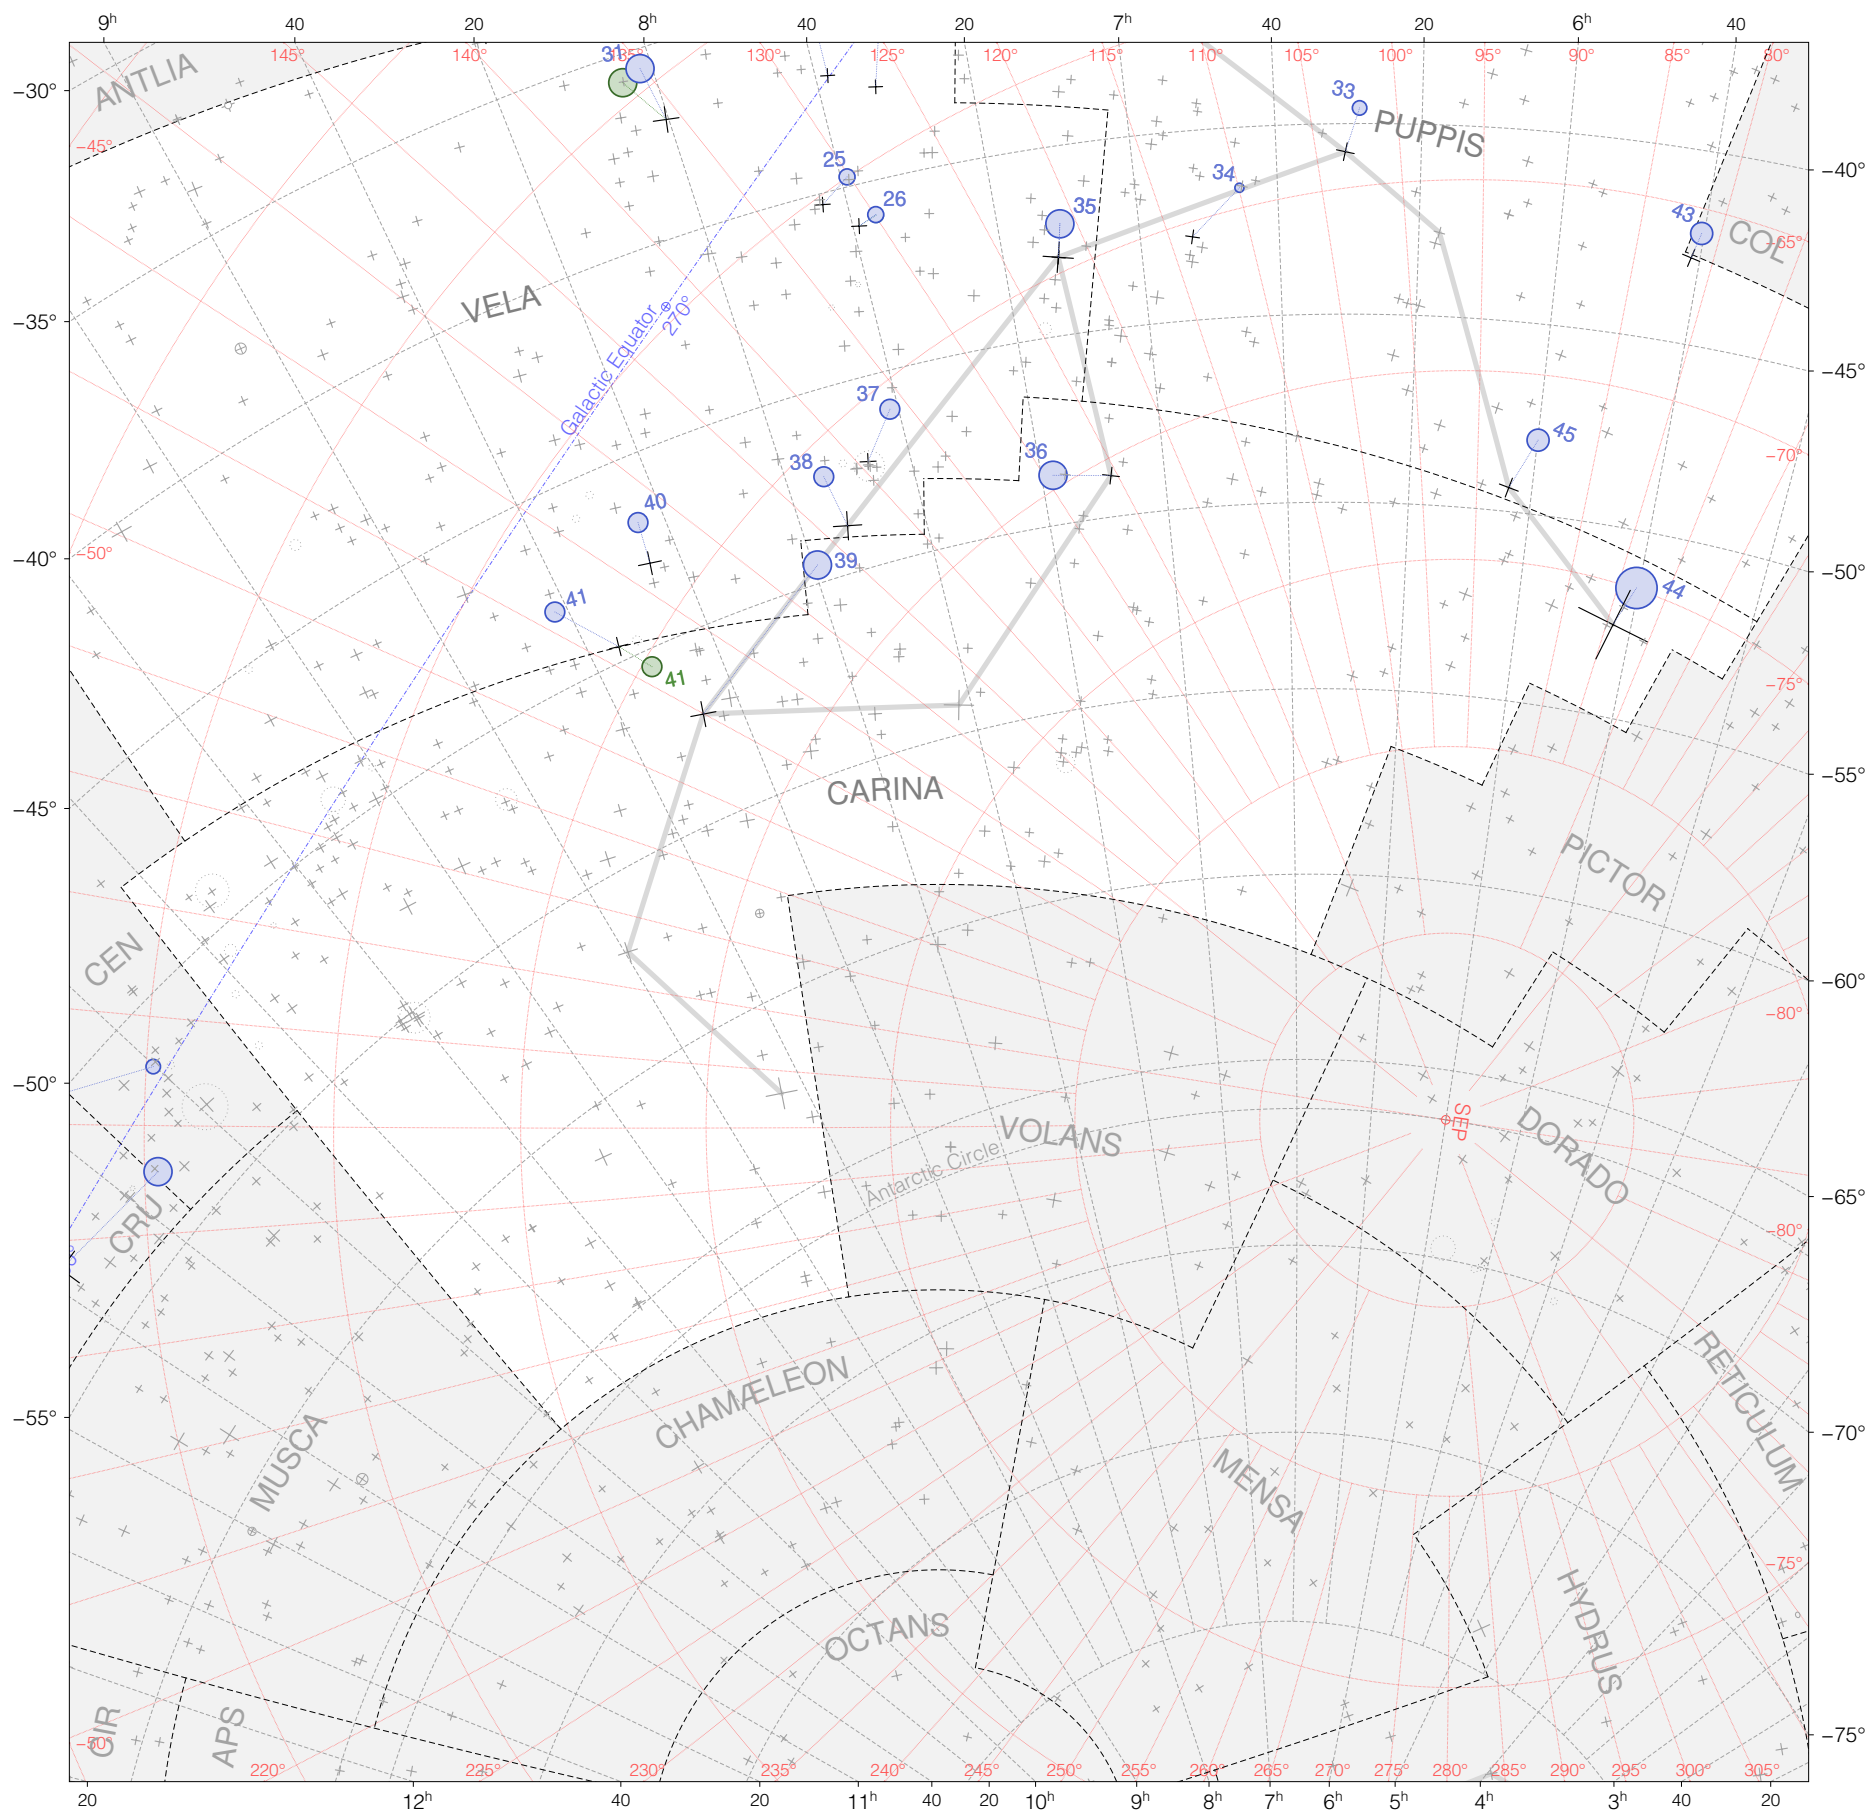 9h 40 20 8h 40 20 7h 40 20 6h 40
145° 140° 135° 130° 125° 120° 115° 110° 105° 100° 95° 90° 85° 80°
31
ANTLIA
−30°
33
PUPPIS
−45°
25
34
−40°
26
35
43
COL
−65°
VELA
Galactic Equator
270°
−35°
−45°
37
36
45
−70°
38
40
39
−50°
−40°
−50°
41
44
41
−75°
CARINA
−55°
−45°
PICTOR
CEN
−60°
−80°
−50°
SEP
VOLANS
DORADO
Antarctic Circle
−65°
CRU
−80°
CHAMÆLEON
RETICULUM
−55°
−70°
MUSCA
MENSA
−75°
HYDRUS
OCTANS
CIR
APS
−75°
−50°
220° 225° 230° 235° 240° 245° 250° 255° 260° 265° 270° 275° 280° 285° 290° 295° 300° 305°
20 12h 40 20 11h 40 20 10h 9h 8h 7h 6h 5h 4h 3h 20